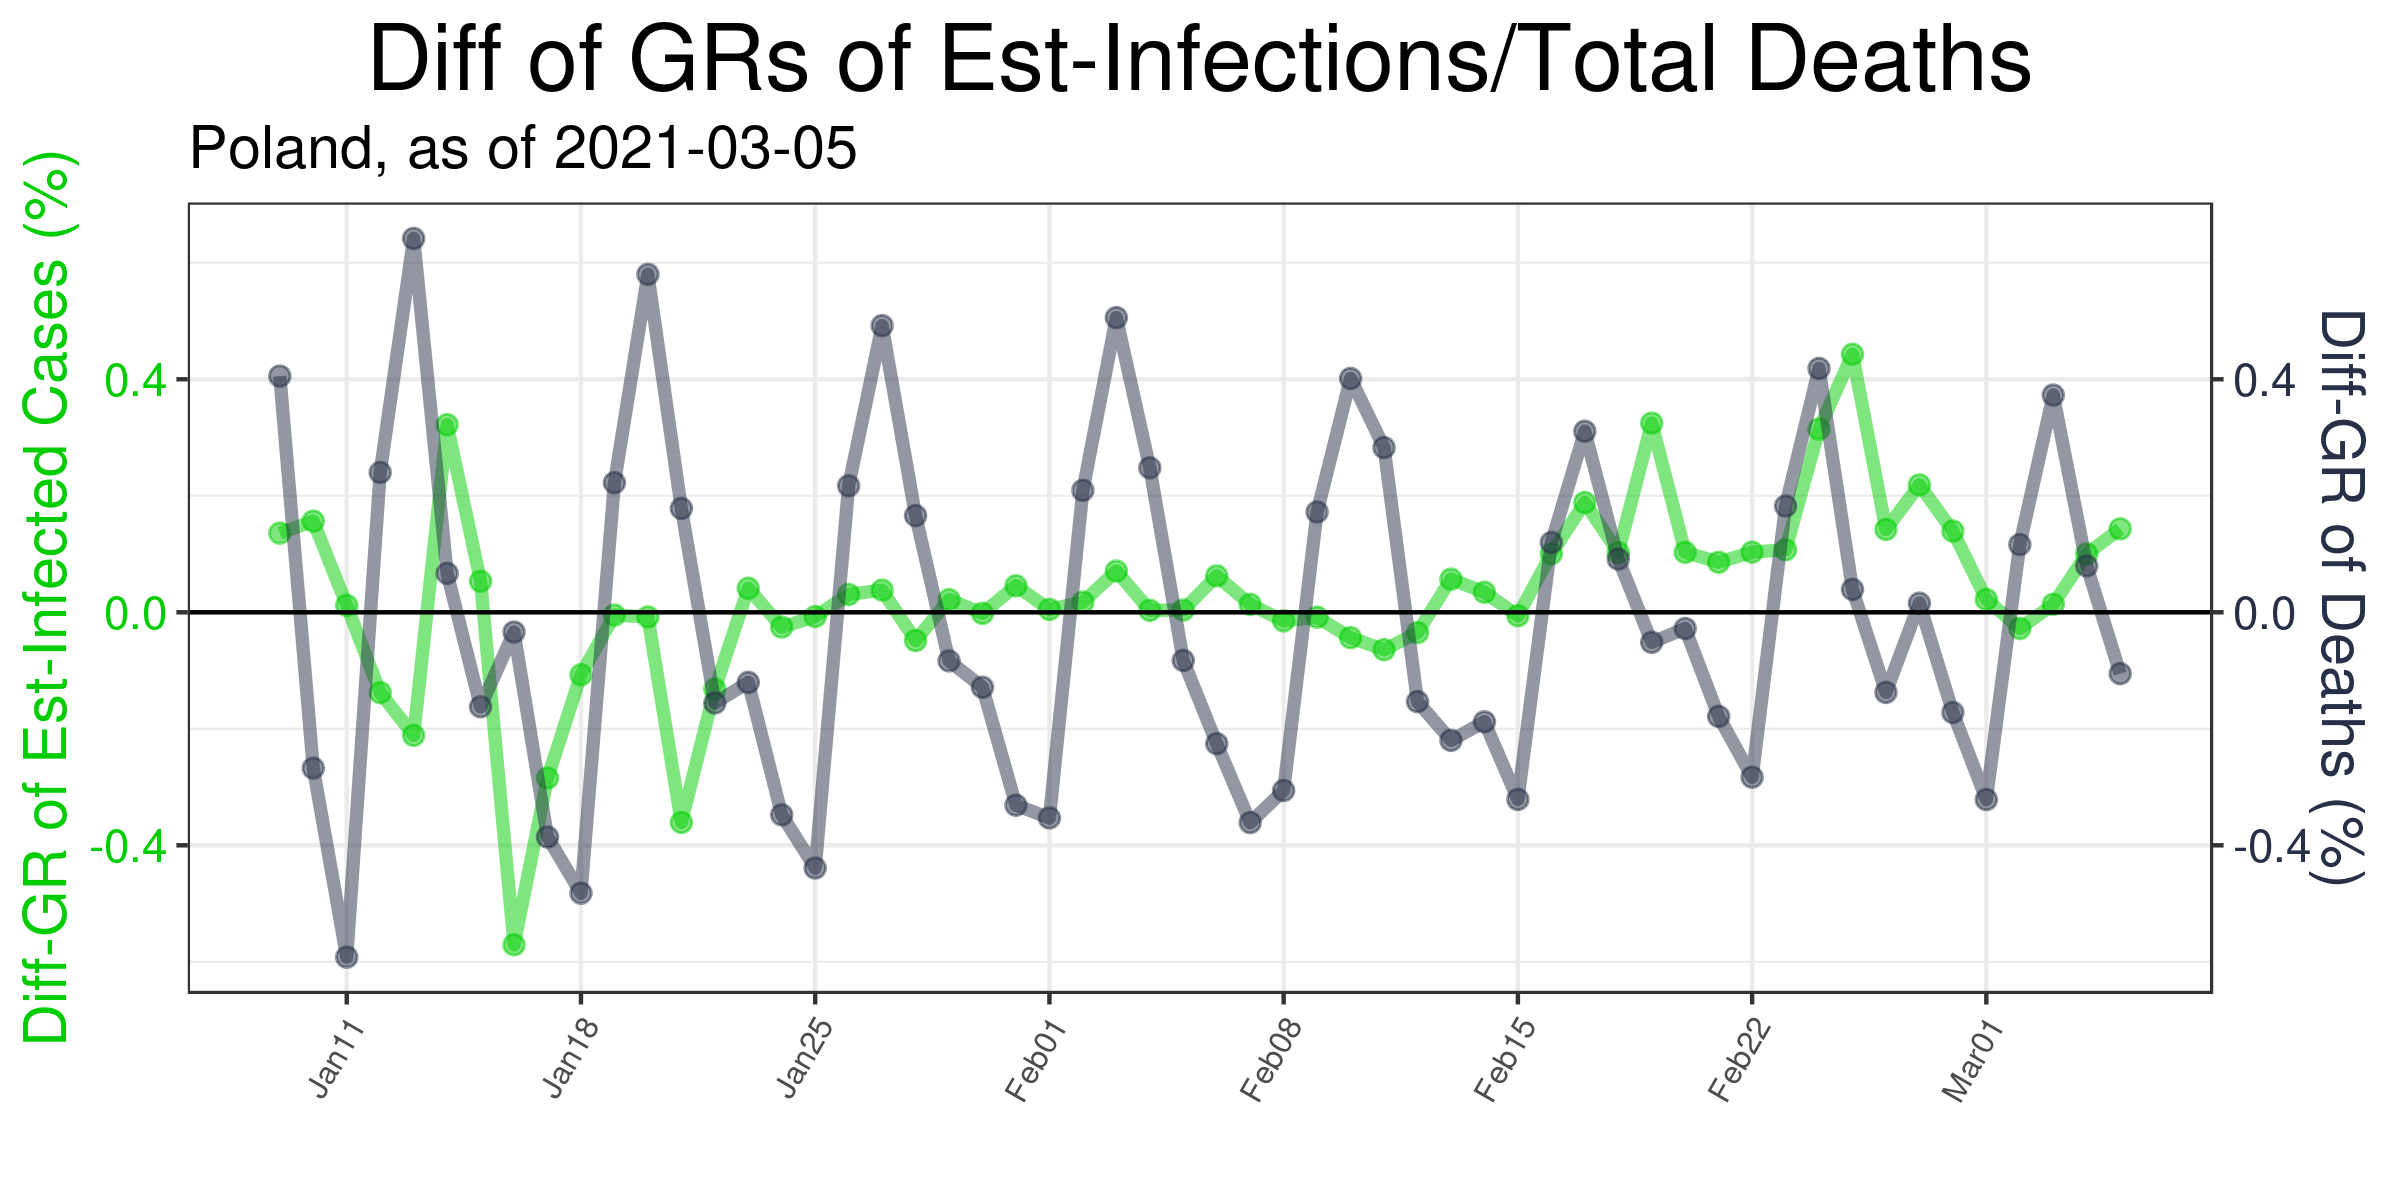 Diff of GRs of Est-Infections/Total Deaths
Poland, as of 2021-03-05
Diff-GR of Est-Infected Cases (%)
0.4
0.0
-0.4
0.4
0.0
-0.4
Diff-GR of Deaths (%)
Jan11
Jan18
Jan25
Feb01
Feb08
Feb15
Feb22
Mar01